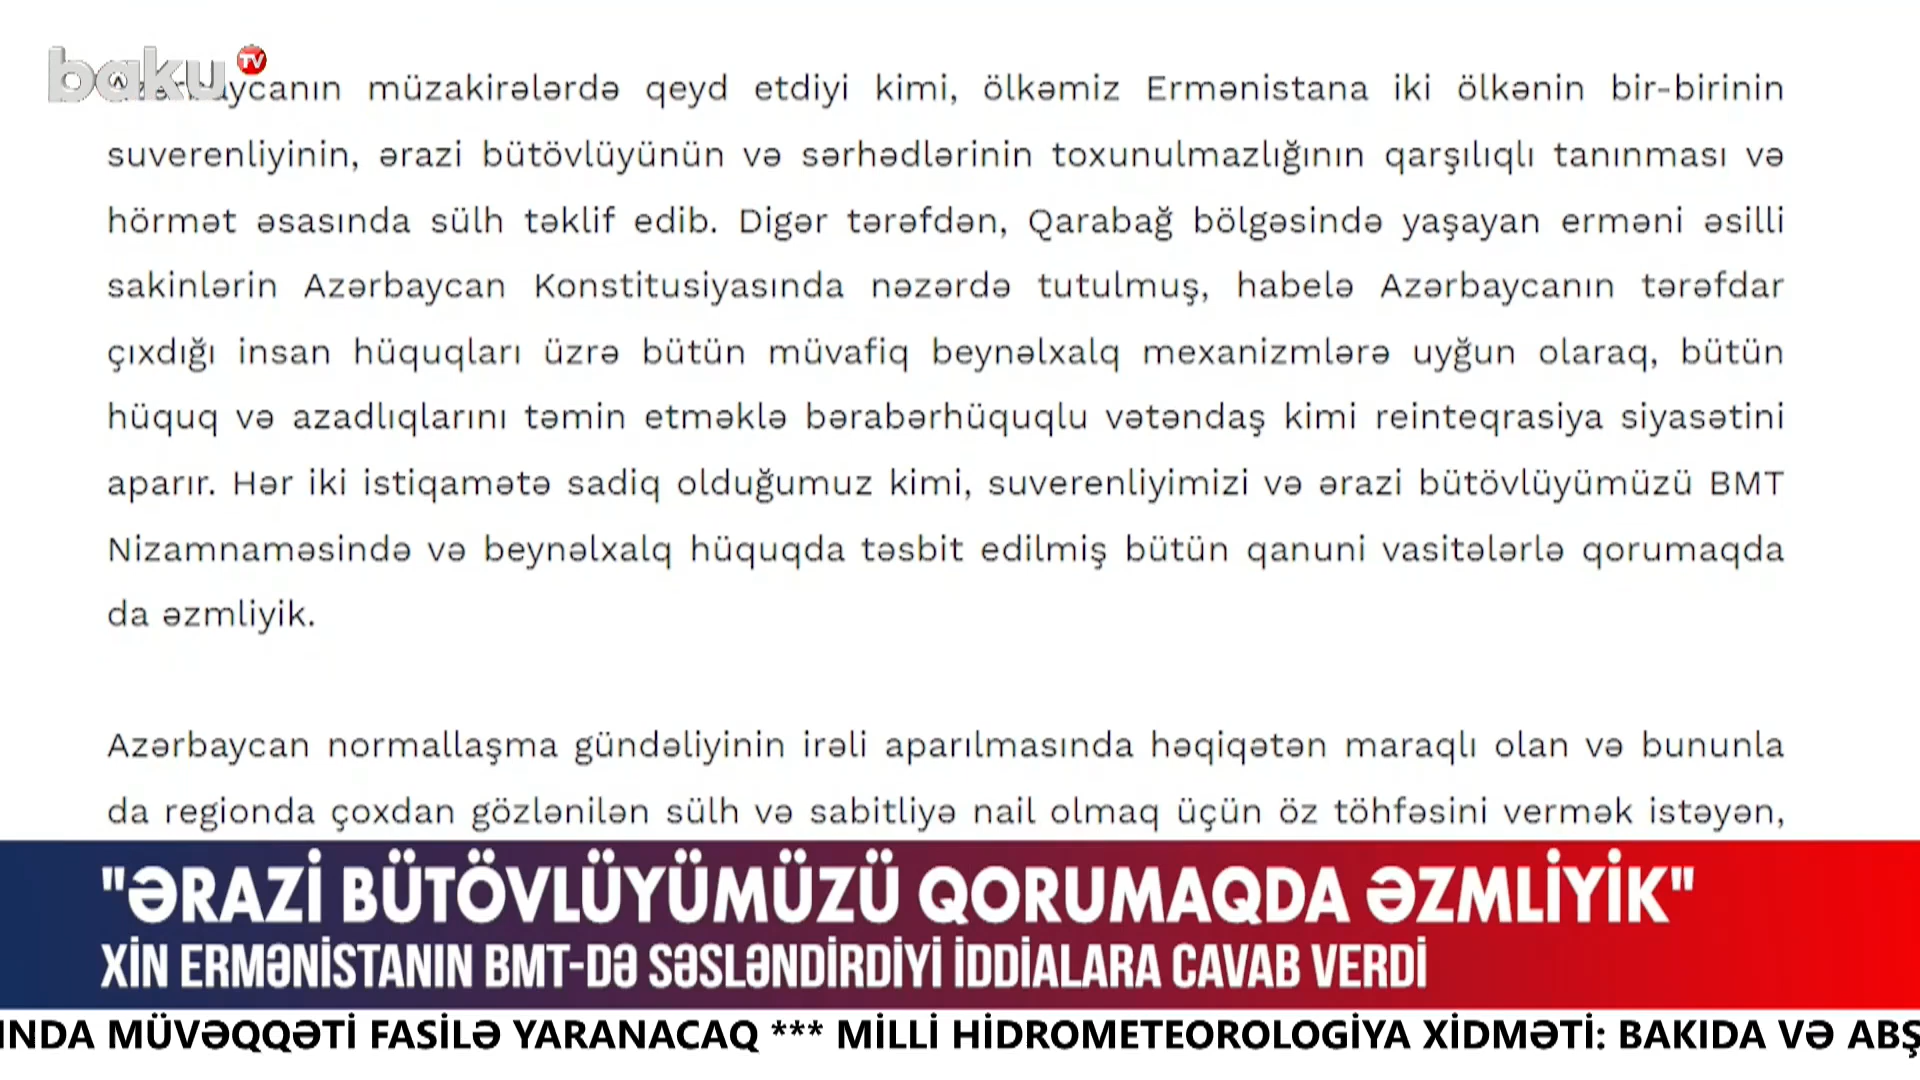 baku TV
müzakirələrdə qeyd etdiyi kimi, ölkəmiz Ermənistana iki ölkənin bir-birinin
suverenliyinin, ərazi bütövlüyünün və sərhədlərinin toxunulmazlığının qarşılıqlı tanınması və
hörmət əsasında sülh təklif edib. Digər tərəfdən, Qarabağ bölgəsində yaşayan erməni əsilli
sakinlərin Azərbaycan Konstitusiyasında nəzərdə tutulmuş, habelə Azərbaycanın tərəfdar
çıxdığı insan hüquqları üzrə bütün müvafiq beynəlxalq mexanizmlərə uyğun olaraq, bütün
hüquq və azadlıqlarını təmin etməklə bərabərhüquqlu vətəndaş kimi reinteqrasiya siyasətini
aparır. Hər iki istiqamətə sadiq olduğumuz kimi, suverenliyimizi və ərazi bütövlüyümüzü BMT
Nizamnaməsində və beynəlxalq hüquqda təsbit edilmiş bütün qanuni vasitələrlə qorumaqda
da əzmliyik.
Azərbaycan normallaşma gündəliyinin irəli aparılmasında həqiqətən maraqlı olan və bununla
da regionda çoxdan gözlənilən sülh və sabitliyə nail olmaq üçün öz töhfəsini vermək istəyən,
"ƏRAZİ BÜTÖVLÜYÜMÜZÜ QORUMAQDA ƏZMLİYİK"
XİN ERMƏNİSTANIN BMT-DƏ SƏSLƏNDİRDİYİ İDDİALARA CAVAB VERDİ
INDA MÜVƏQQƏTİ FASİLƏ YARANACAQ *** MİLLİ HİDROMETEOROLOGİYA XİDMƏTİ: BAKIDA VƏ ABŞ